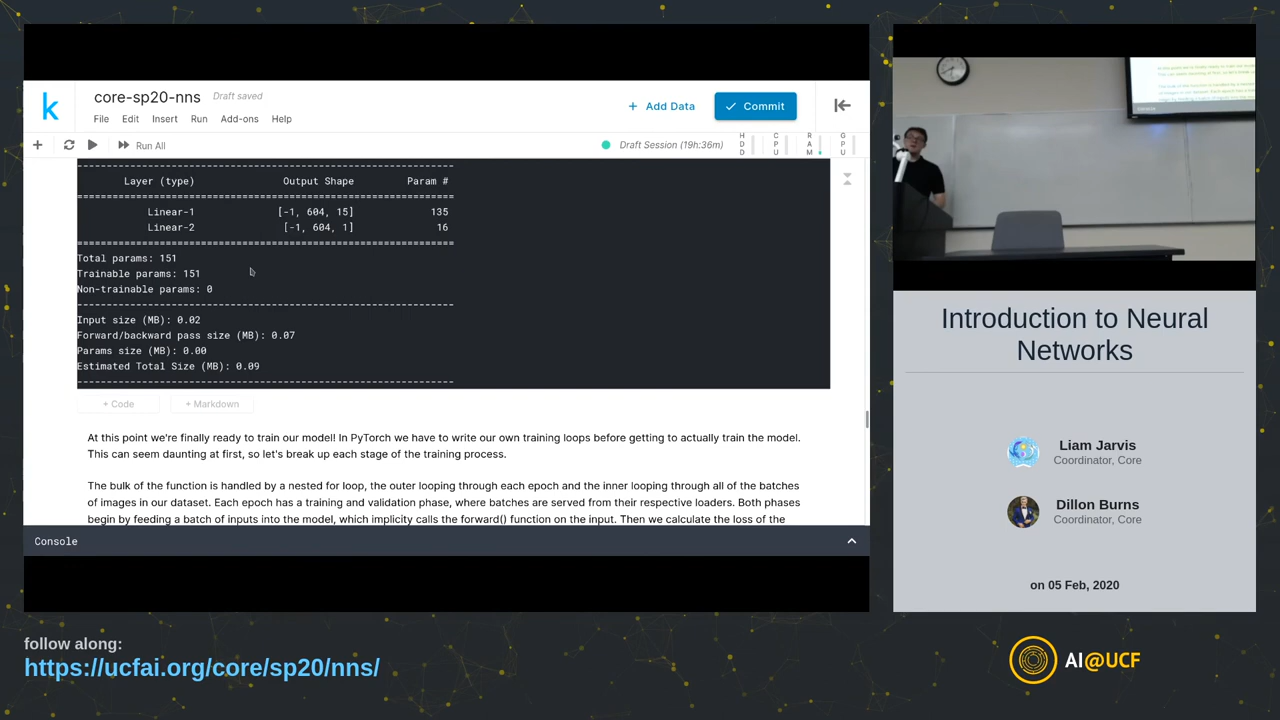 k
core-sp20-nns
Draft saved
+ Add Data
Commit
File Edit Insert Run Add-ons Help
+ Run All
Draft Session (19h:36m)
HDD CPU RAM GPU
Layer (type) Output Shape Param #
Linear-1 [-1, 604, 15] 135
Linear-2 [-1, 604, 1] 16
Total params: 151
Trainable params: 151
Non-trainable params: 0
Input size (MB): 0.02
Forward/backward pass size (MB): 0.07
Params size (MB): 0.00
Estimated Total Size (MB): 0.09
+ Code + Markdown
At this point we're finally ready to train our model! In PyTorch we have to write our own training loops before getting to actually train the model.
This can seem daunting at first, so let's break up each stage of the training process.
The bulk of the function is handled by a nested for loop, the outer looping through each epoch and the inner looping through all of the batches
of images in our dataset. Each epoch has a training and validation phase, where batches are served from their respective loaders. Both phases
begin by feeding a batch of inputs into the model, which implicity calls the forward() function on the input. Then we calculate the loss of the
Console
Introduction to Neural
Networks
Liam Jarvis
Coordinator, Core
Dillon Burns
Coordinator, Core
on 05 Feb, 2020
follow along:
https://ucfai.org/core/sp20/nns/
AI@UCF